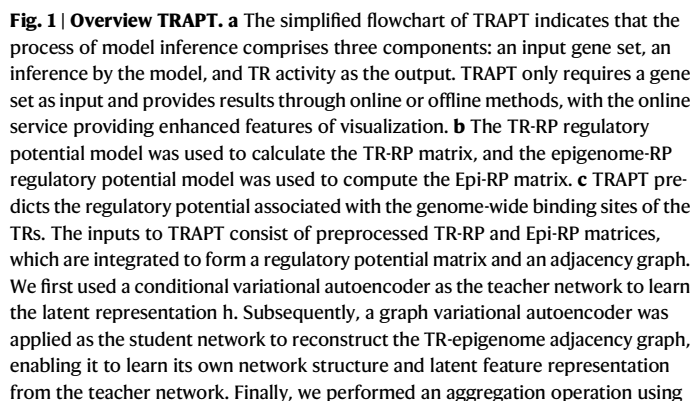 Fig. 1 | Overview TRAPT. a The simplified flowchart of TRAPT indicates that the
process of model inference comprises three components: an input gene set, an
inference by the model, and TR activity as the output. TRAPT only requires a gene
set as input and provides results through online or offline methods, with the online
service providing enhanced features of visualization. b The TR-RP regulatory
potential model was used to calculate the TR-RP matrix, and the epigenome-RP
regulatory potential model was used to compute the Epi-RP matrix. c TRAPT pre-
dicts the regulatory potential associated with the genome-wide binding sites of the
TRs. The inputs to TRAPT consist of preprocessed TR-RP and Epi-RP matrices,
which are integrated to form a regulatory potential matrix and an adjacency graph.
We first used a conditional variational autoencoder as the teacher network to learn
the latent representation h. Subsequently, a graph variational autoencoder was
applied as the student network to reconstruct the TR-epigenome adjacency graph,
enabling it to learn its own network structure and latent feature representation
from the teacher network. Finally, we performed an aggregation operation using